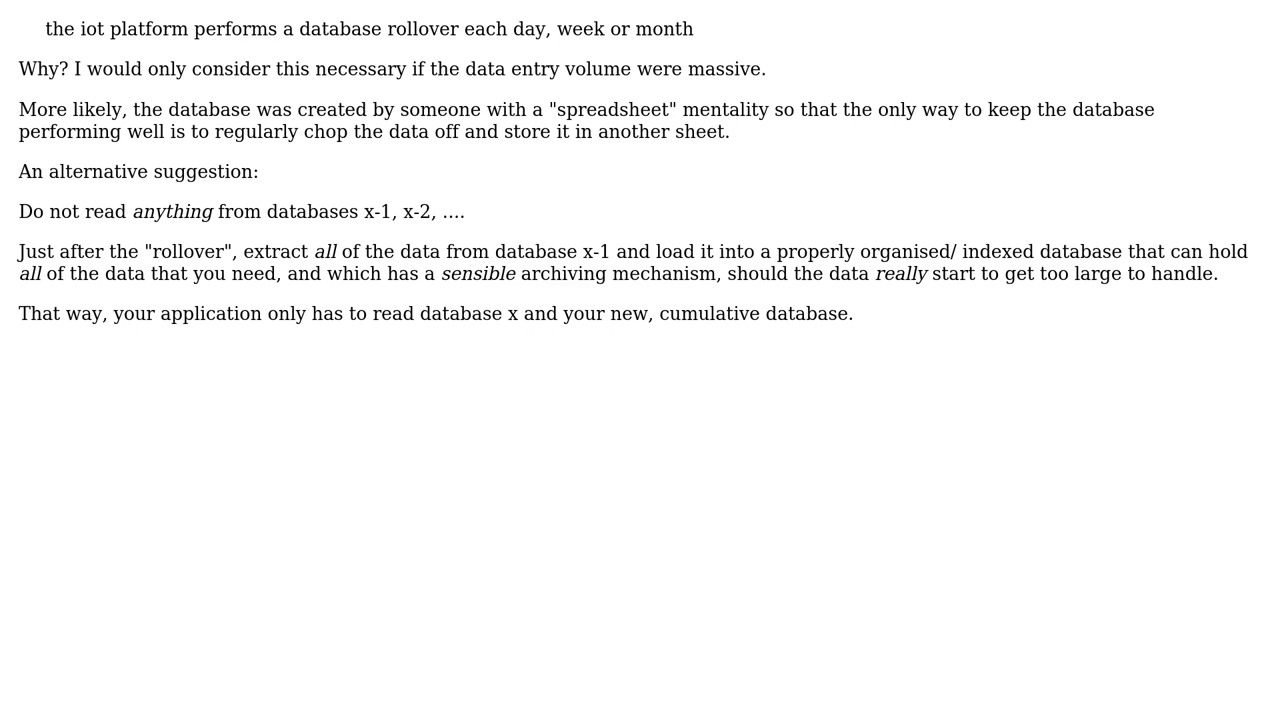 the iot platform performs a database rollover each day, week or month
Why? I would only consider this necessary if the data entry volume were massive.
More likely, the database was created by someone with a "spreadsheet" mentality so that the only way to keep the database
performing well is to regularly chop the data off and store it in another sheet.
An alternative suggestion:
Do not read anything from databases x-1, x-2, ....
Just after the "rollover", extract all of the data from database x-1 and load it into a properly organised/ indexed database that can hold
all of the data that you need, and which has a sensible archiving mechanism, should the data really start to get too large to handle.
That way, your application only has to read database x and your new, cumulative database.